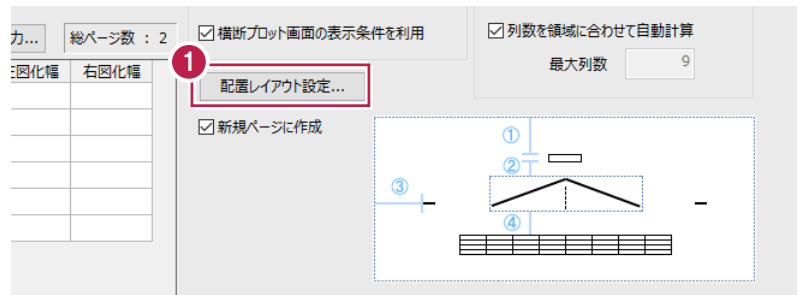 力... 総ページ数 : 2
☑横断プロット画面の表示条件を利用
☑列数を領域に合わせて自動計算
最大列数 9
図化幅 右図化幅
1
配置レイアウト設定...
☑新規ページに作成
①
②
③
④